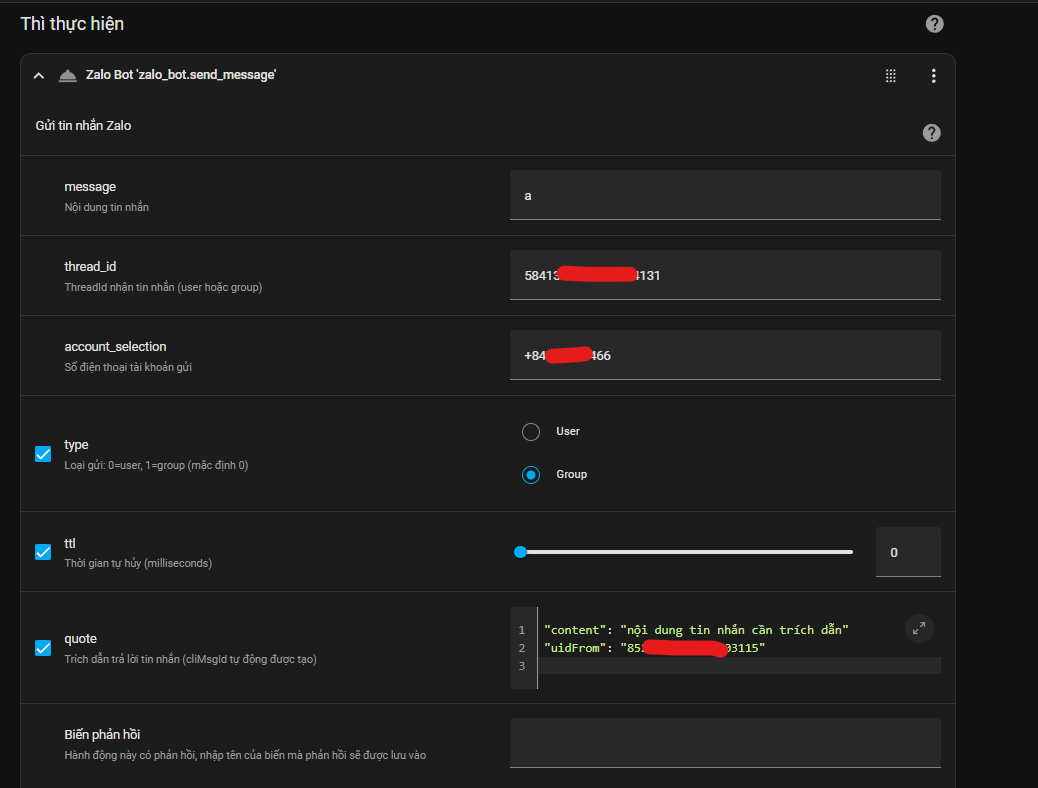 Thì thực hiện
Zalo Bot 'zalo_bot.send_message'
Gửi tin nhắn Zalo
message
Nội dung tin nhắn
a
thread_id
ThreadId nhận tin nhắn (user hoặc group)
58413 4131
account_selection
Số điện thoại tài khoản gửi
+84 466
type
Loại gửi: 0=user, 1=group (mặc định 0)
User
Group
ttl
Thời gian tự hủy (milliseconds)
0
quote
Trích dẫn trả lời tin nhắn (cliMsgId tự động được tạo)
1 "content": "nội dung tin nhắn cần trích dẫn"
2 "uidFrom": "85 03115"
3
Biến phản hồi
Hành động này có phản hồi, nhập tên của biến mà phản hồi sẽ được lưu vào